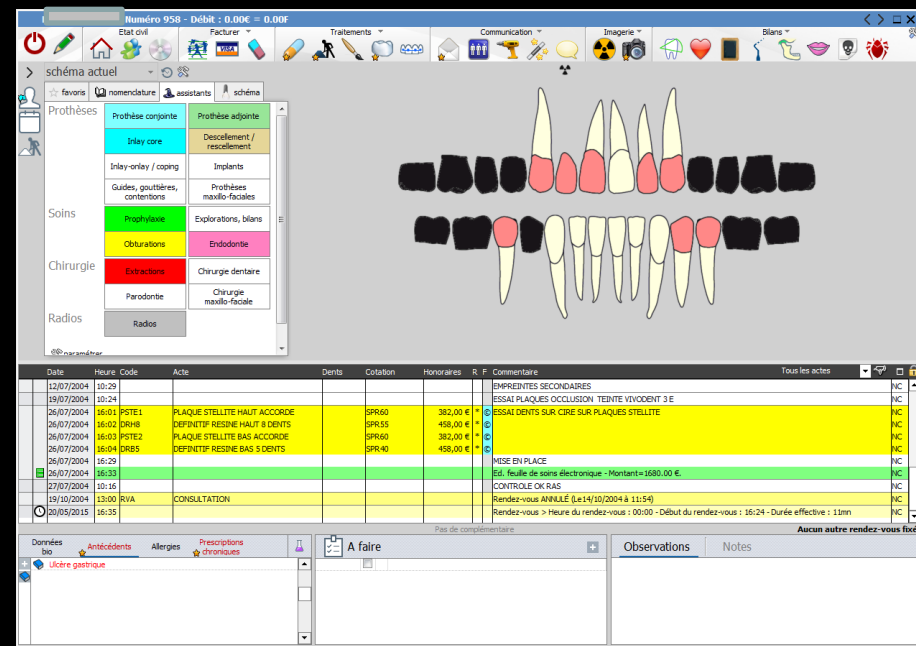 Numéro 958 - Débit : 0.00€ = 0.00F
Etat civil
Facturer
Traitements
Communication
Imagerie
Bilans
VISA
schéma actuel
favoris
nomenclature
assistants
schéma
Prothèses
Prothèse conjointe
Prothèse adjointe
Inlay core
Descellement / rescellement
Inlay-onlay / coping
Implants
Guides, gouttières, contentions
Prothèses maxillo-faciales
Soins
Prophylaxie
Explorations, bilans
Obturations
Endodontie
Chirurgie
Extractions
Chirurgie dentaire
Parodontie
Chirurgie maxillo-faciale
Radios
Radios
paramétrer
Date Heure Code Acte Dents Cotation Honoraires R F Commentaire Tous les actes
12/07/2004 10:29 EMPREINTES SECONDAIRES NC
19/07/2004 10:24 ESSAI PLAQUES OCCLUSION TEINTE VIVODENT 3 E NC
26/07/2004 16:01 PSTE1 PLAQUE STELLITE HAUT ACCORDE SPR60 382,00 € * © ESSAI DENTS SUR CIRE SUR PLAQUES STELLITE NC
26/07/2004 16:02 DRH8 DEFINITIF RESINE HAUT 8 DENTS SPR55 458,00 € * © NC
26/07/2004 16:03 PSTE2 PLAQUE STELLITE BAS ACCORDE SPR60 382,00 € * © NC
26/07/2004 16:04 DRB5 DEFINITIF RESINE BAS 5 DENTS SPR40 458,00 € * © NC
26/07/2004 16:29 MISE EN PLACE NC
26/07/2004 16:33 Ed. feuille de soins électronique - Montant=1680.00 €. NC
27/07/2004 10:16 CONTROLE OK RAS NC
19/10/2004 13:00 RVA CONSULTATION Rendez-vous ANNULÉ (Le14/10/2004 à 11:54) NC
20/05/2015 16:35 Rendez-vous > Heure du rendez-vous : 00:00 - Début du rendez-vous : 16:24 - Durée effective : 11mn NC
Pas de complémentaire
Aucun autre rendez-vous fixé
Données bio
Antécédents
Allergies
Prescriptions chroniques
A faire
Observations
Notes
Ulcère gastrique